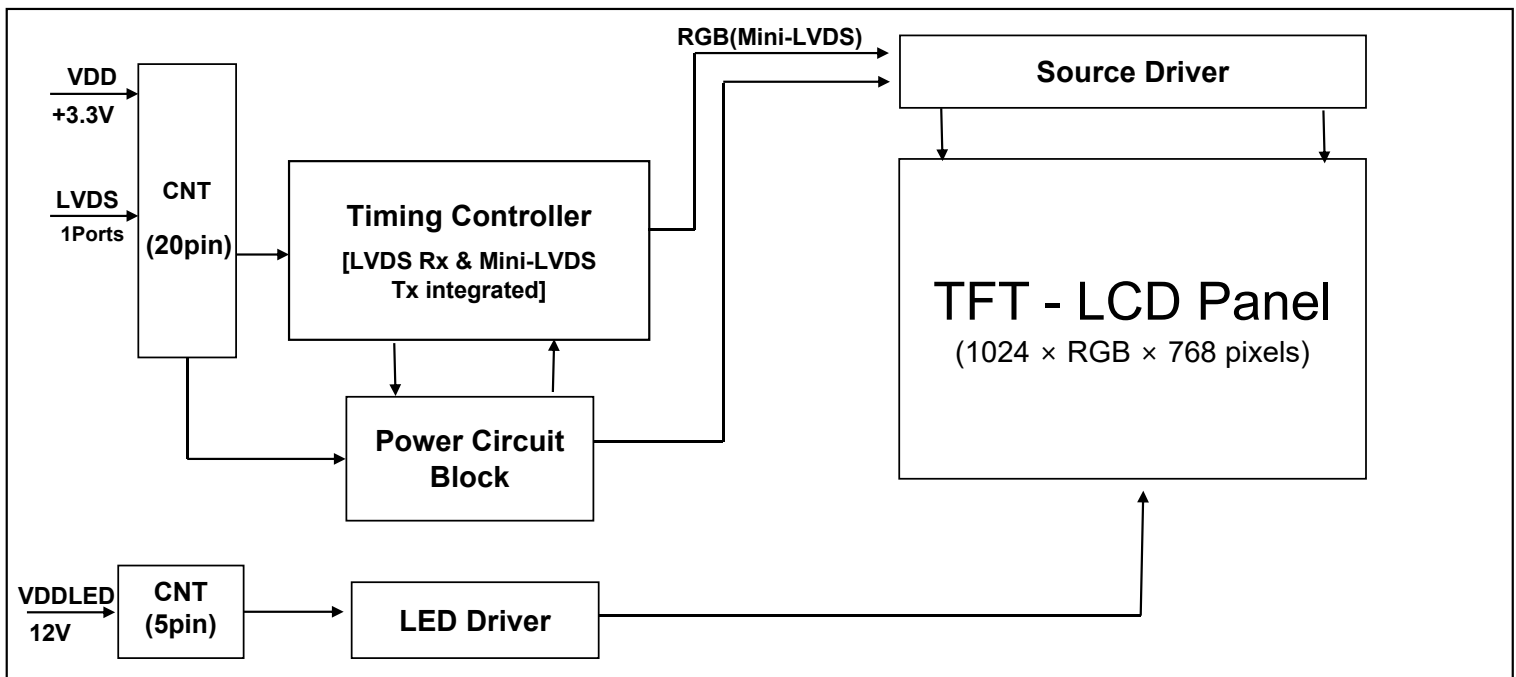 RGB(Mini-LVDS)
Source Driver
VDD
+3.3V
LVDS
1Ports
CNT
(20pin)
Timing Controller
[LVDS Rx & Mini-LVDS
Tx integrated]
TFT - LCD Panel
(1024 × RGB × 768 pixels)
Power Circuit
Block
VDDLED
12V
CNT
(5pin)
LED Driver